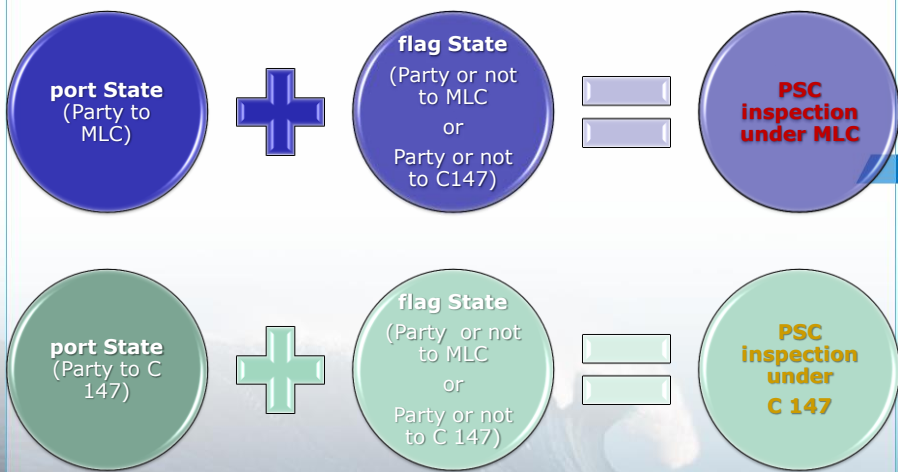 port State
(Party to
MLC)
flag State
(Party or not
to MLC
or
Party or not
to C147)
PSC
inspection
under MLC
port State
(Party to C
147)
flag State
(Party or not
to MLC
or
Party or not
to C 147)
PSC
inspection
under
C 147